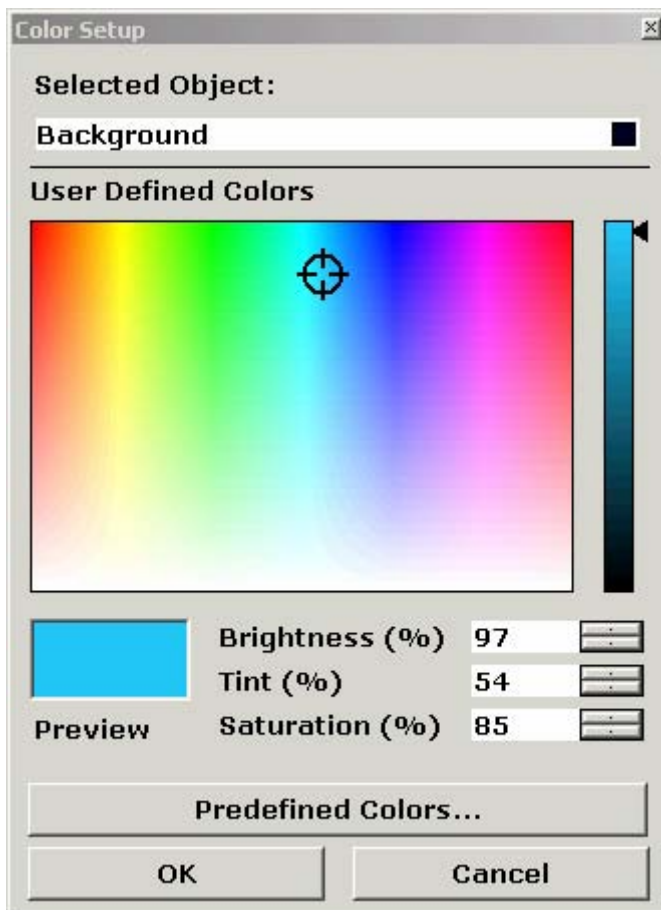 Color Setup
Selected Object:
Background
User Defined Colors
Brightness (%) 97
Tint (%) 54
Saturation (%) 85
Preview
Predefined Colors...
OK Cancel